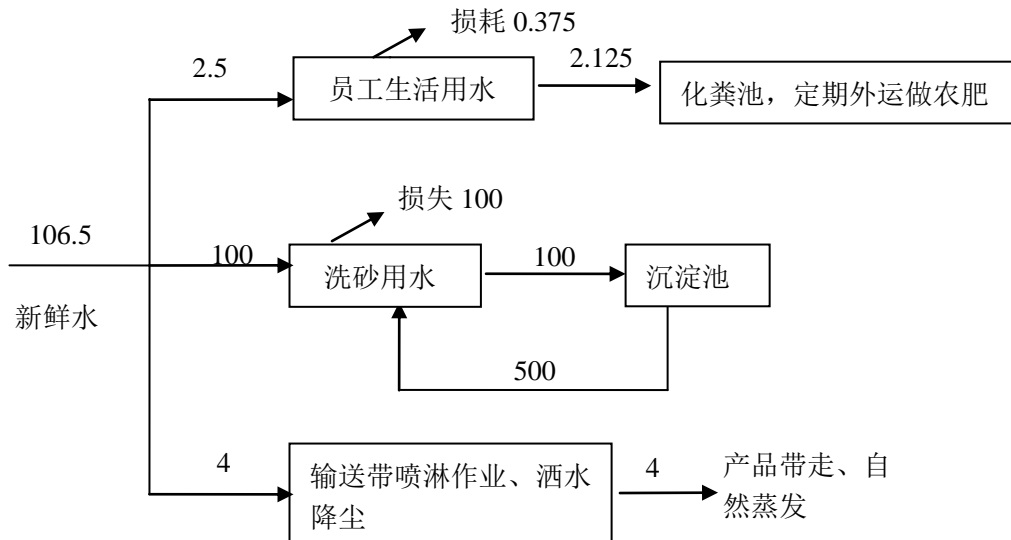 损耗 0.375
2.5
员工生活用水
2.125
化粪池，定期外运做农肥
损失 100
106.5
100
洗砂用水
100
沉淀池
新鲜水
500
4
输送带喷淋作业、洒水
降尘
4
产品带走、自
然蒸发